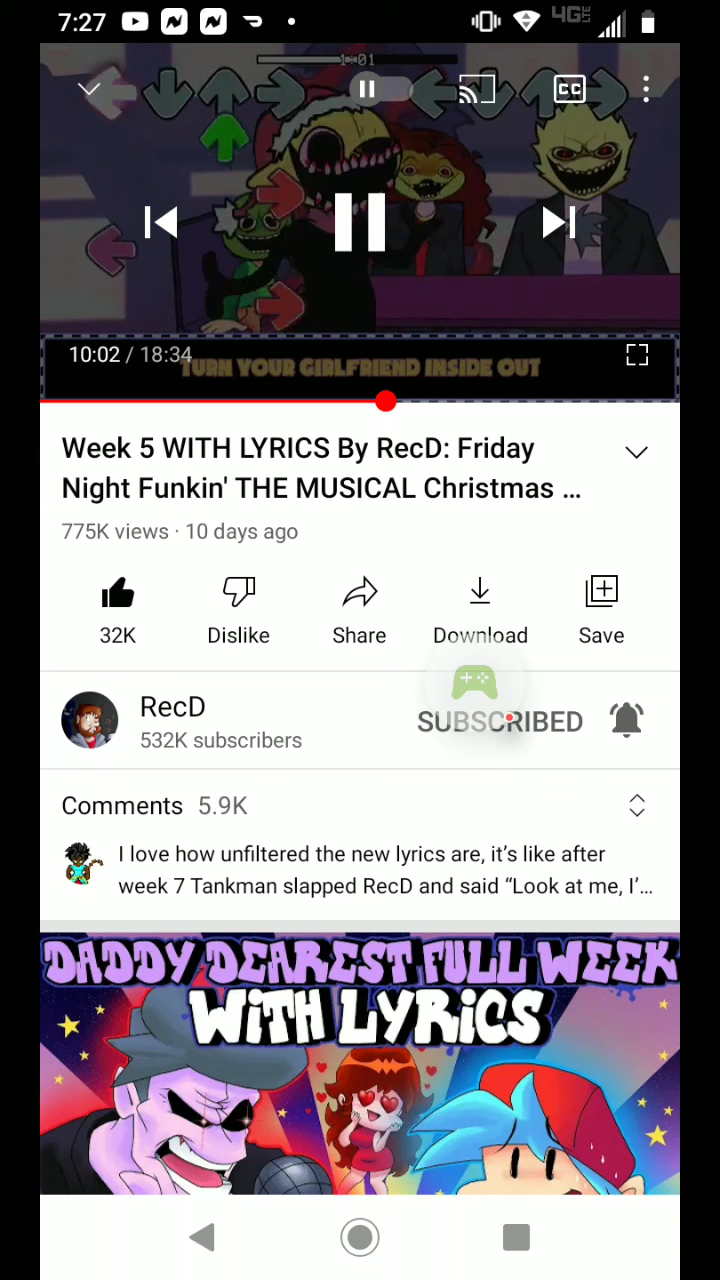 7:27
4G LTE
1:01
CC
10:02 / 18:34
TURN YOUR GIRLFRIEND INSIDE OUT
Week 5 WITH LYRICS By RecD: Friday
Night Funkin' THE MUSICAL Christmas ...
775K views · 10 days ago
32K
Dislike
Share
Download
Save
RecD
532K subscribers
SUBSCRIBED
Comments 5.9K
I love how unfiltered the new lyrics are, it’s like after
week 7 Tankman slapped RecD and said “Look at me, I’...
DADDY DEAREST FULL WEEK
WiTH LYRiCS